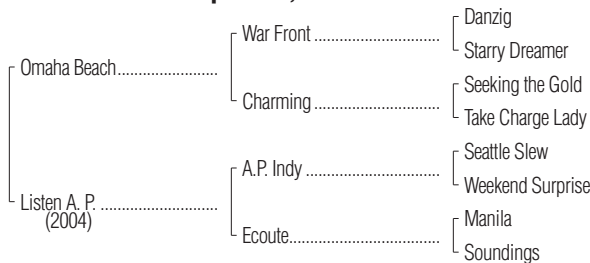 Danzig
War Front ........................
Starry Dreamer
Omaha Beach....................
Seeking the Gold
Charming ............................
Take Charge Lady
Seattle Slew
A.P. Indy ..........................
Weekend Surprise
Listen A. P. ......................
(2004)
Manila
Ecoute..............................
Soundings